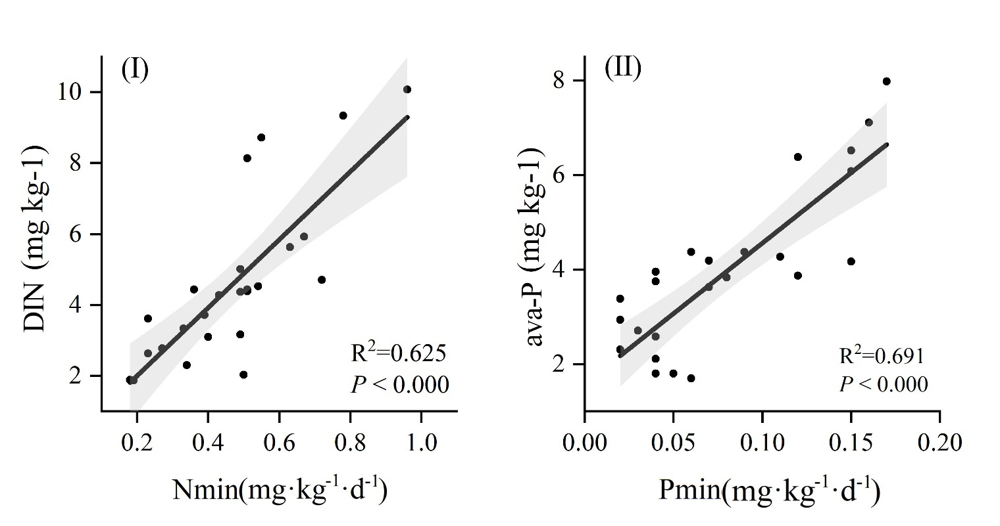 (I)
10
8
6
4
2
DIN (mg kg-1)
R²=0.625
P < 0.000
0.2 0.4 0.6 0.8 1.0
Nmin(mg·kg⁻¹·d⁻¹)
(II)
8
6
4
2
ava-P (mg kg-1)
R²=0.691
P < 0.000
0.00 0.05 0.10 0.15 0.20
Pmin(mg·kg⁻¹·d⁻¹)